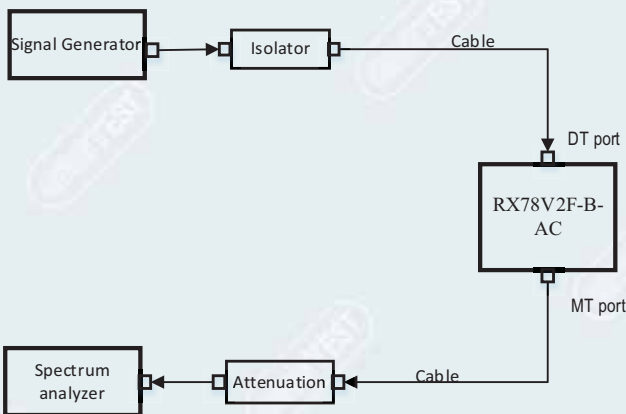 Signal Generator
Isolator
Cable
DT port
RX78V2F-B-
AC
MT port
Spectrum
analyzer
Attenuation
Cable